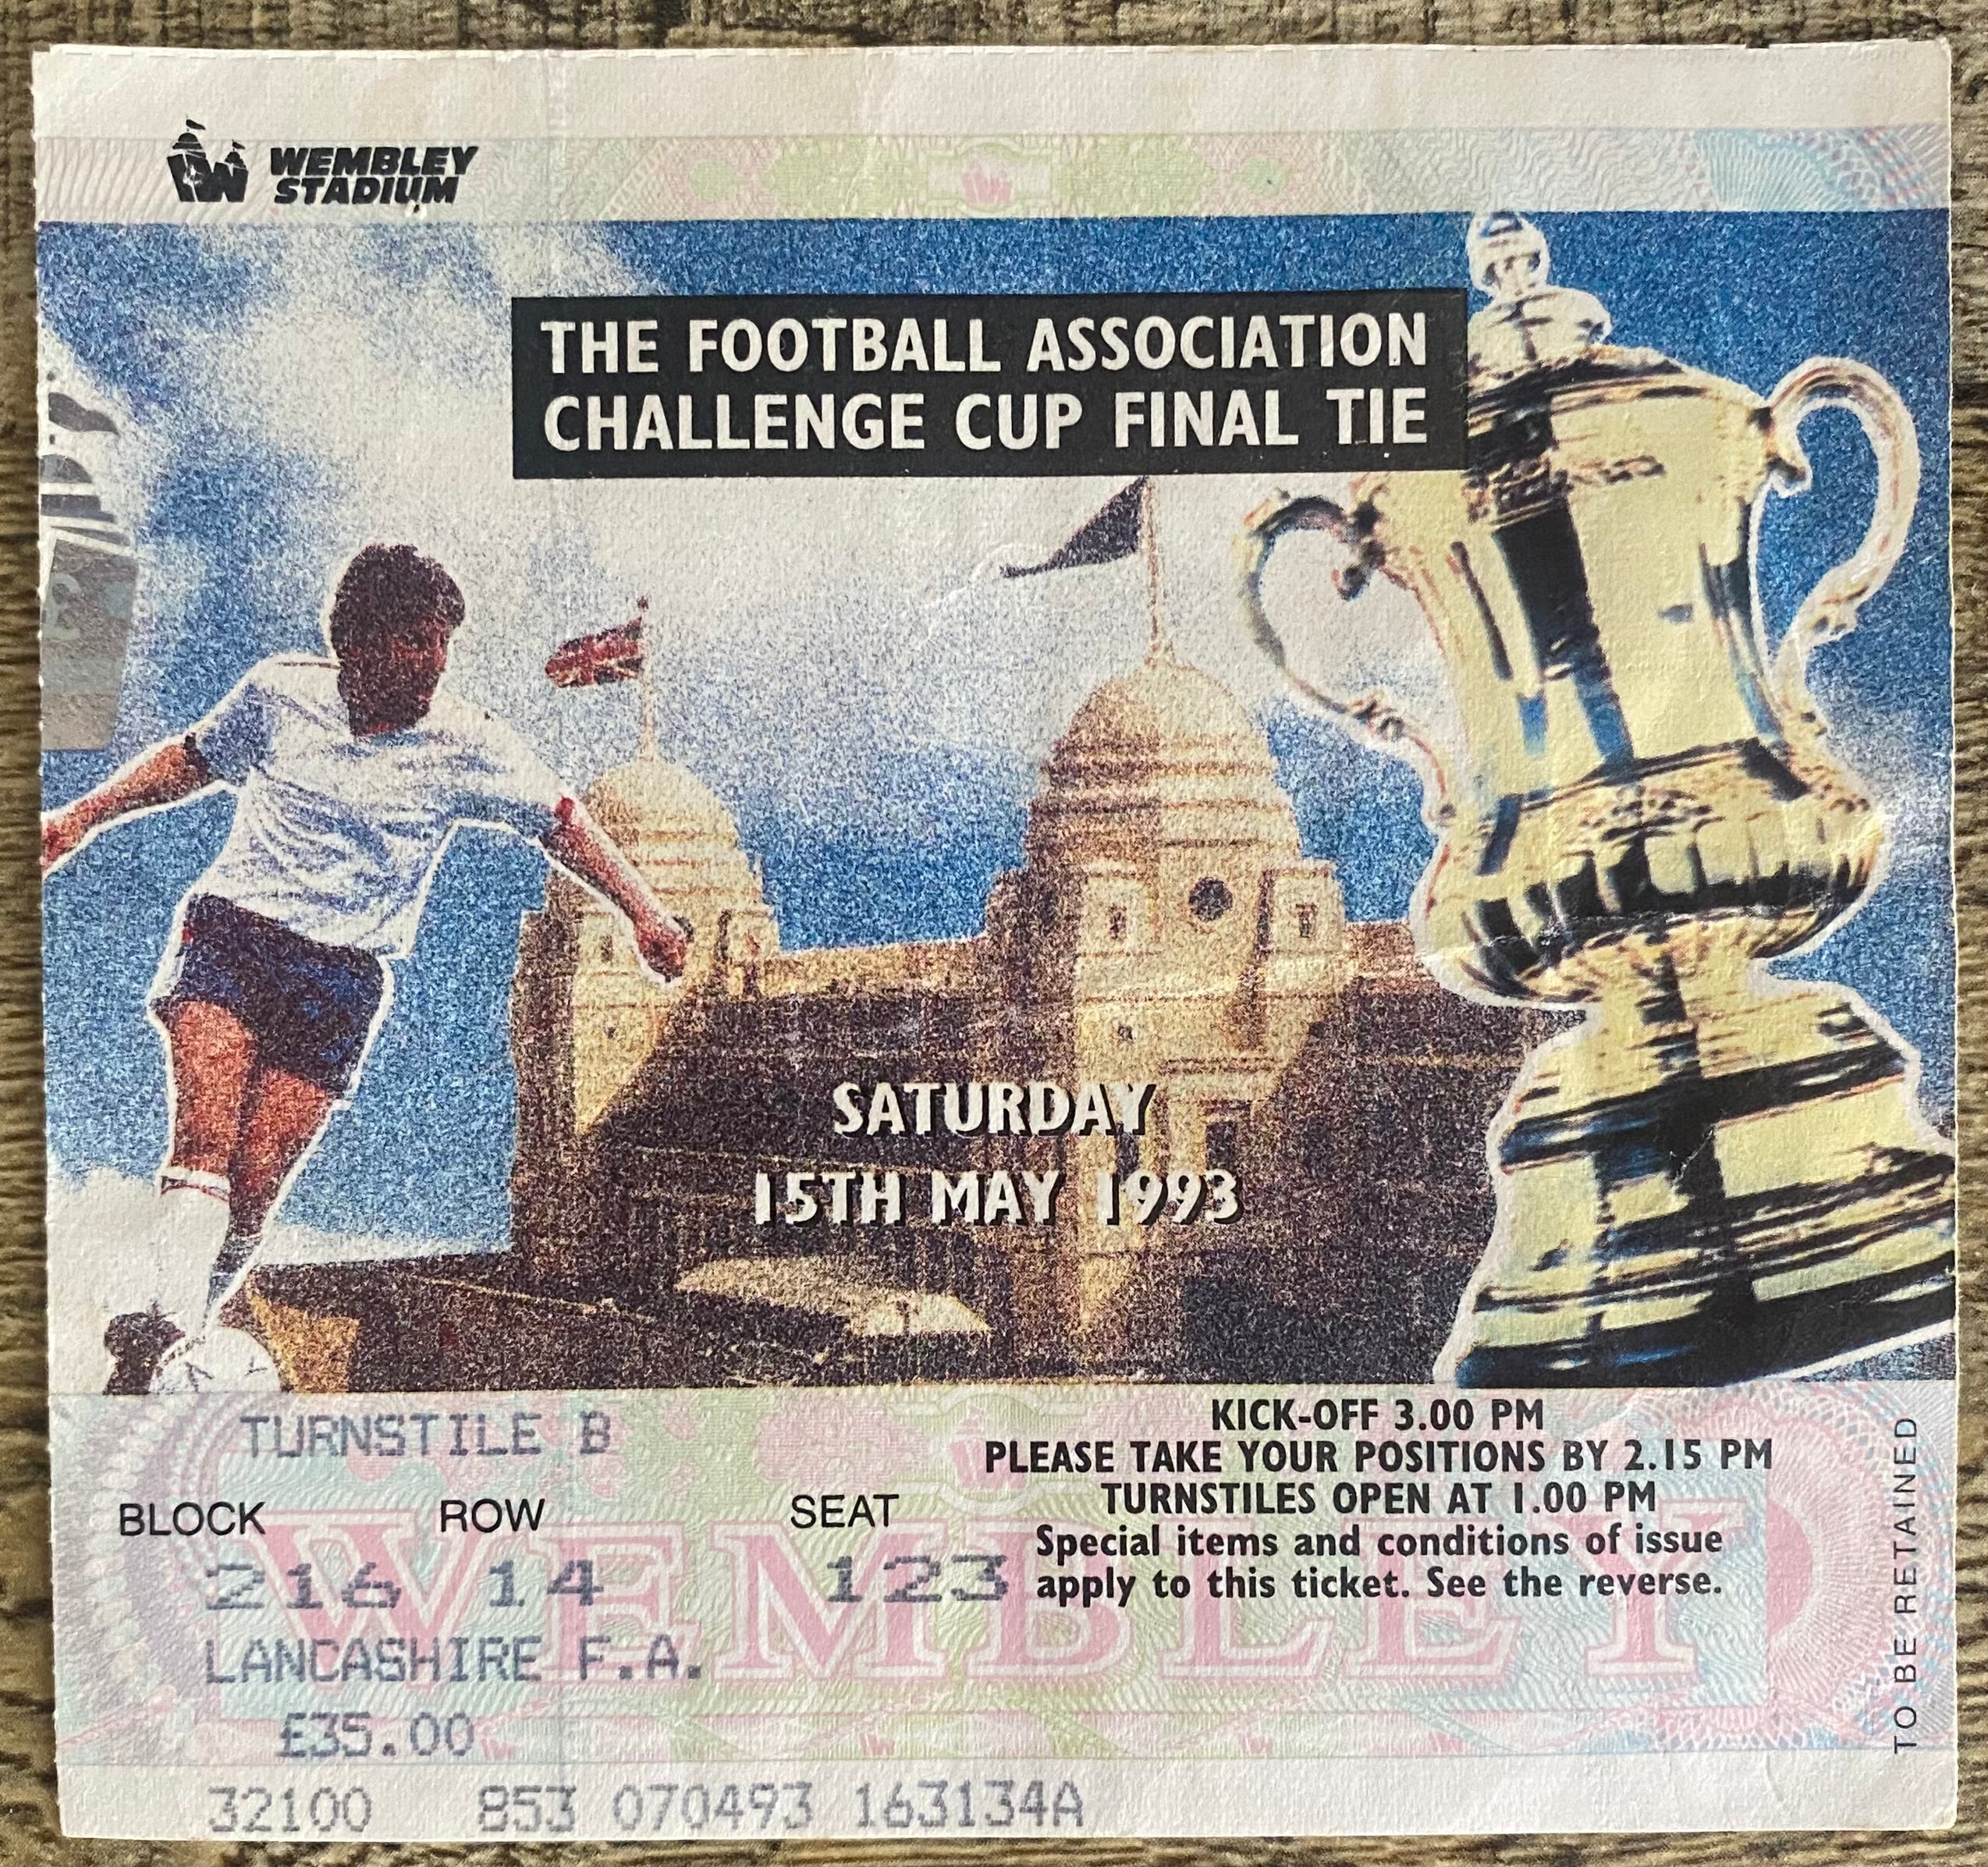 WEMBLEY
STADIUM
THE FOOTBALL ASSOCIATION
CHALLENGE CUP FINAL TIE
SATURDAY
15TH MAY 1993
TURNSTILE B
BLOCK ROW SEAT
216 14 123
LANCASHIRE F.A.
£35.00
32100 853 070493 163134A
KICK-OFF 3.00 PM
PLEASE TAKE YOUR POSITIONS BY 2.15 PM
TURNSTILES OPEN AT 1.00 PM
Special items and conditions of issue
apply to this ticket. See the reverse.
WEMBLEY
TO BE RETAINED